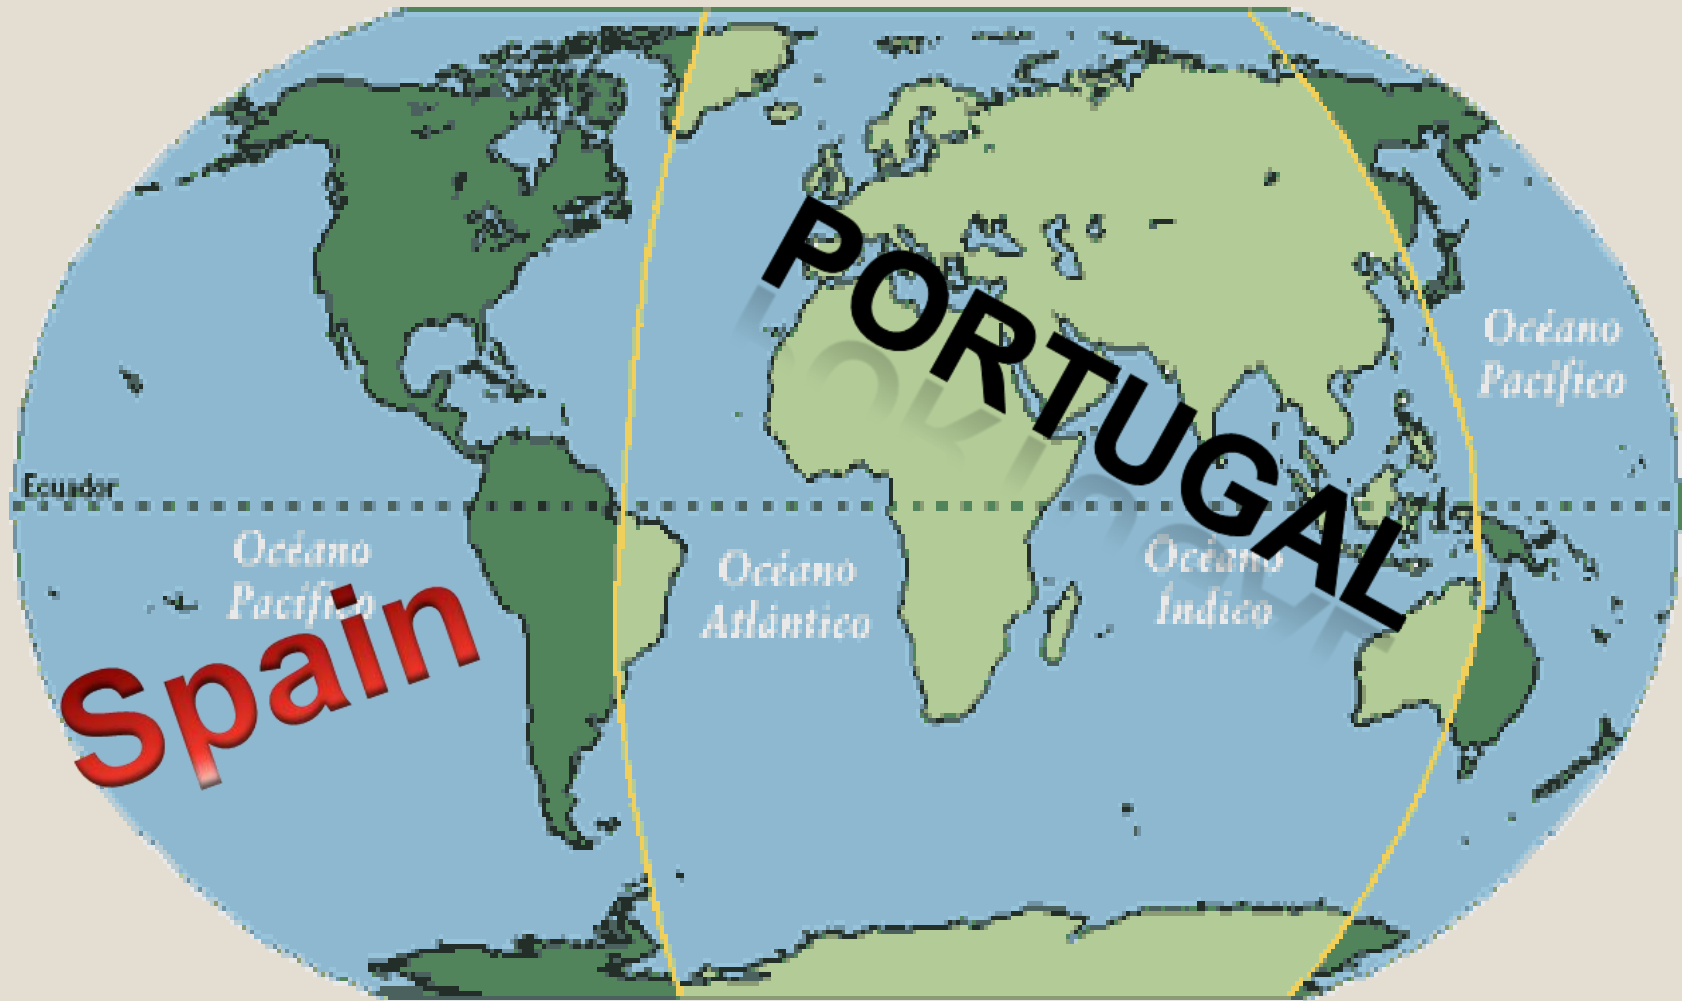 PORTUGAL
Océano
Pacífico
Ecuador
Océano
Pacífico
Océano
Atlántico
Océano
Índico
Spain